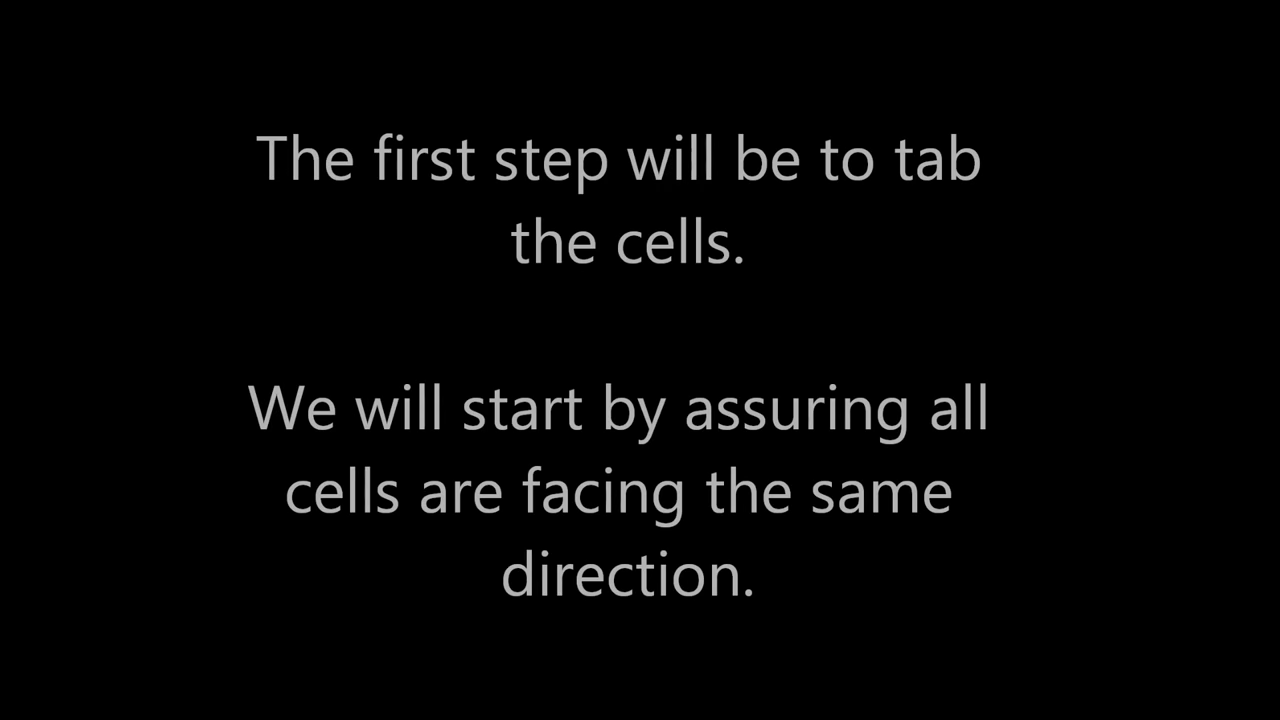 The first step will be to tab
the cells.
We will start by assuring all
cells are facing the same
direction.